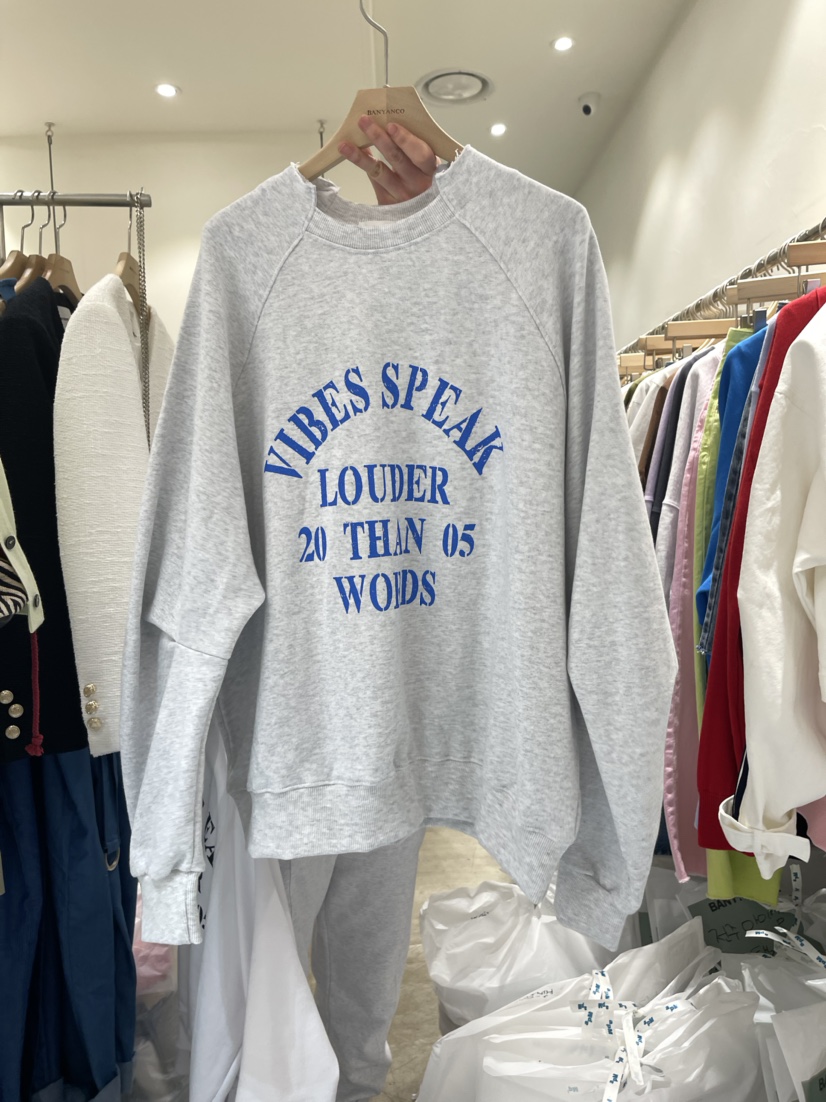 BANYANCO
VIBES SPEAK
LOUDER
20 THAN 05
WORDS